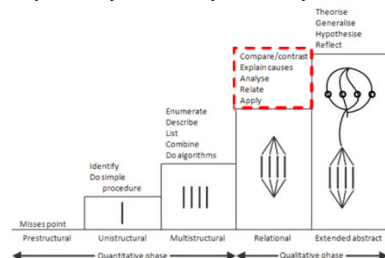 Theorise
Generalise
Hypothesise
Reflect
Compare/contrast
Explain causes
Analyse
Relate
Apply
Enumerate
Describe
List
Combine
Do algorithms
Identify
Do simple
procedure
Misses point
Prestructural
Unistructural
Multistructural
Relational
Extended abstract
Quantitative phase
Qualitative phase